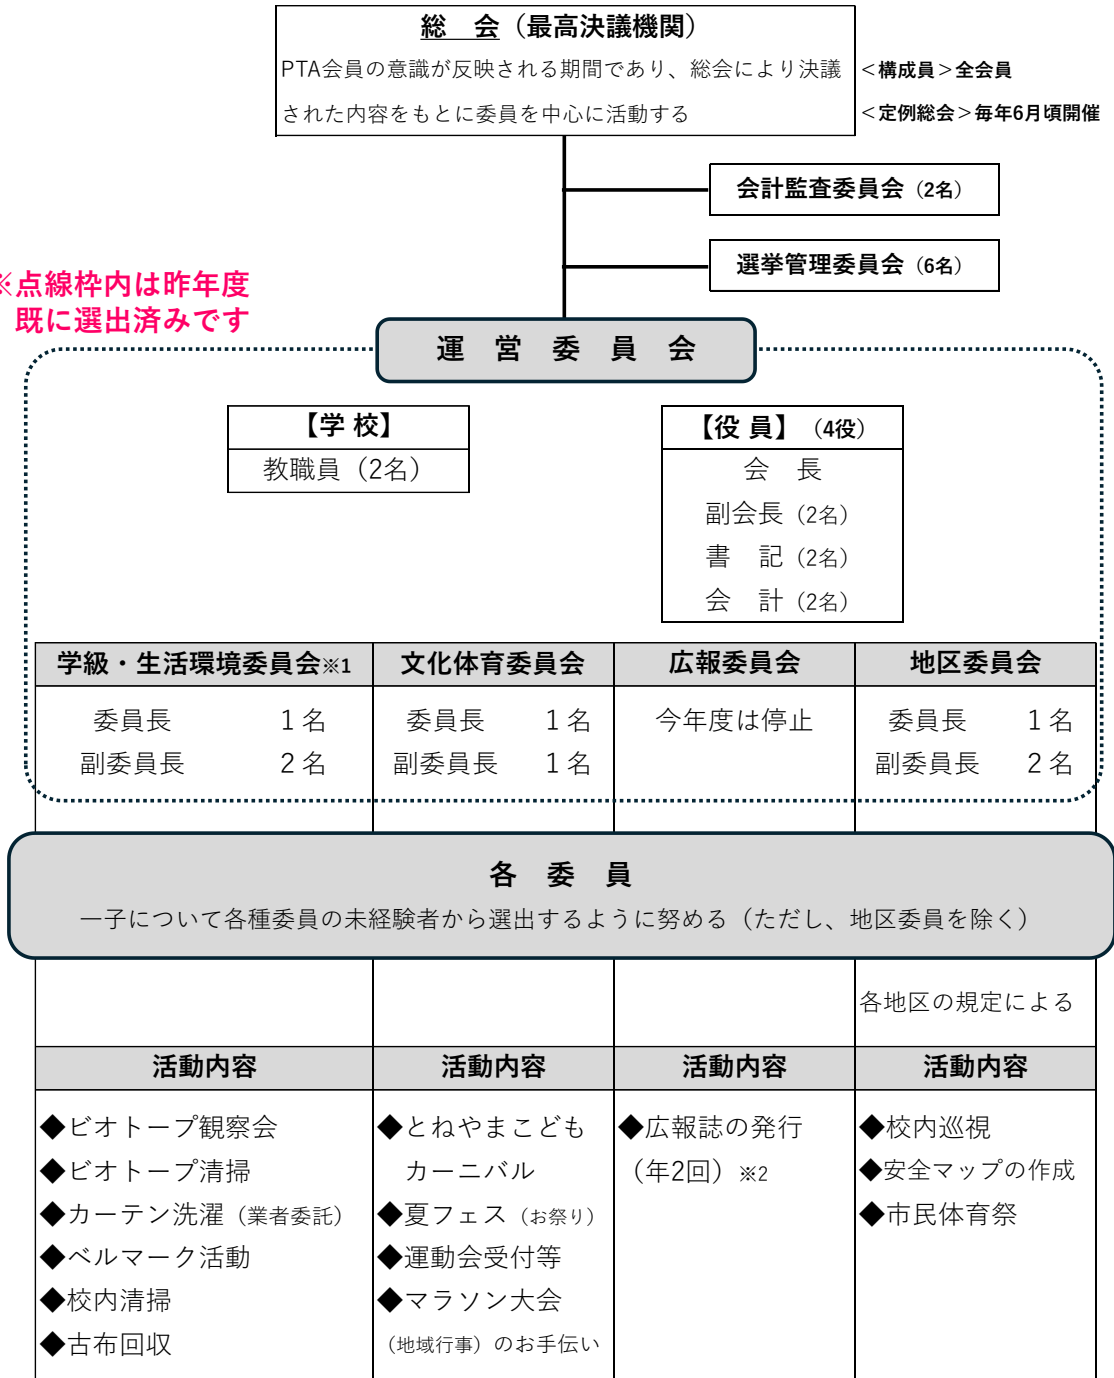 総　会（最高決議機関）
PTA会員の意識が反映される期間であり、総会により決議
された内容をもとに委員を中心に活動する
＜構成員＞全会員
＜定例総会＞毎年6月頃開催
会計監査委員会（2名）
選挙管理委員会（6名）
※点線枠内は昨年度
既に選出済みです
運　営　委　員　会
【学 校】
教職員（2名）
【役 員】（4役）
会　長
副会長（2名）
書　記（2名）
会　計（2名）
学級・生活環境委員会※1
委員長　１名
副委員長　２名
文化体育委員会
委員長　１名
副委員長　１名
広報委員会
今年度は停止
地区委員会
委員長　１名
副委員長　２名
各　委　員
一子について各種委員の未経験者から選出するように努める（ただし、地区委員を除く）
各地区の規定による
活動内容
◆ビオトープ観察会
◆ビオトープ清掃
◆カーテン洗濯（業者委託）
◆ベルマーク活動
◆校内清掃
◆古布回収
活動内容
◆とねやまこども
カーニバル
◆夏フェス（お祭り）
◆運動会受付等
◆マラソン大会
（地域行事）のお手伝い
活動内容
◆広報誌の発行
（年2回）※2
活動内容
◆校内巡視
◆安全マップの作成
◆市民体育祭